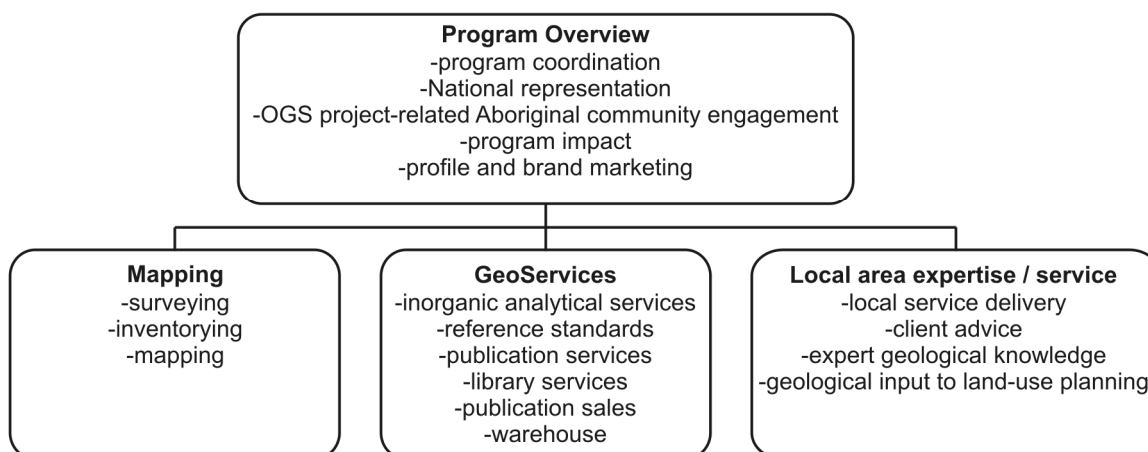 Program Overview
-program coordination
-National representation
-OGS project-related Aboriginal community engagement
-program impact
-profile and brand marketing
Mapping
-surveying
-inventorying
-mapping
GeoServices
-inorganic analytical services
-reference standards
-publication services
-library services
-publication sales
-warehouse
Local area expertise / service
-local service delivery
-client advice
-expert geological knowledge
-geological input to land-use planning